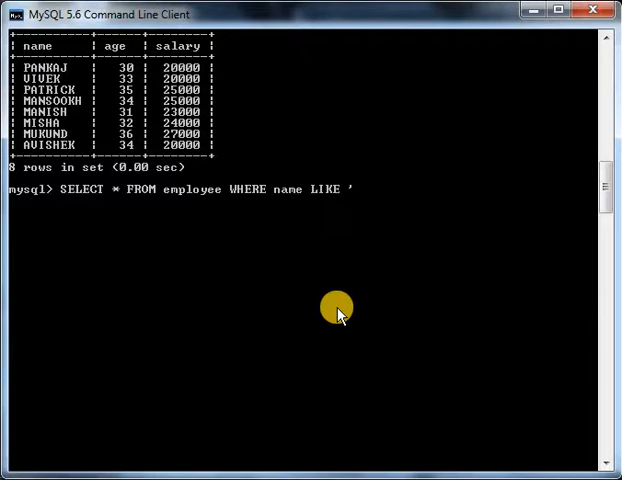 MySQL 5.6 Command Line Client
+----------+------+--------+
| name | age | salary |
+----------+------+--------+
| PANKAJ | 30 | 20000 |
| VIVEK | 33 | 20000 |
| PATRICK | 35 | 25000 |
| MANSOOKH | 34 | 25000 |
| MANISH | 31 | 23000 |
| MISHA | 32 | 24000 |
| MUKUND | 36 | 27000 |
| AVISHEK | 34 | 20000 |
+----------+------+--------+
8 rows in set (0.00 sec)
mysql> SELECT * FROM employee WHERE name LIKE '